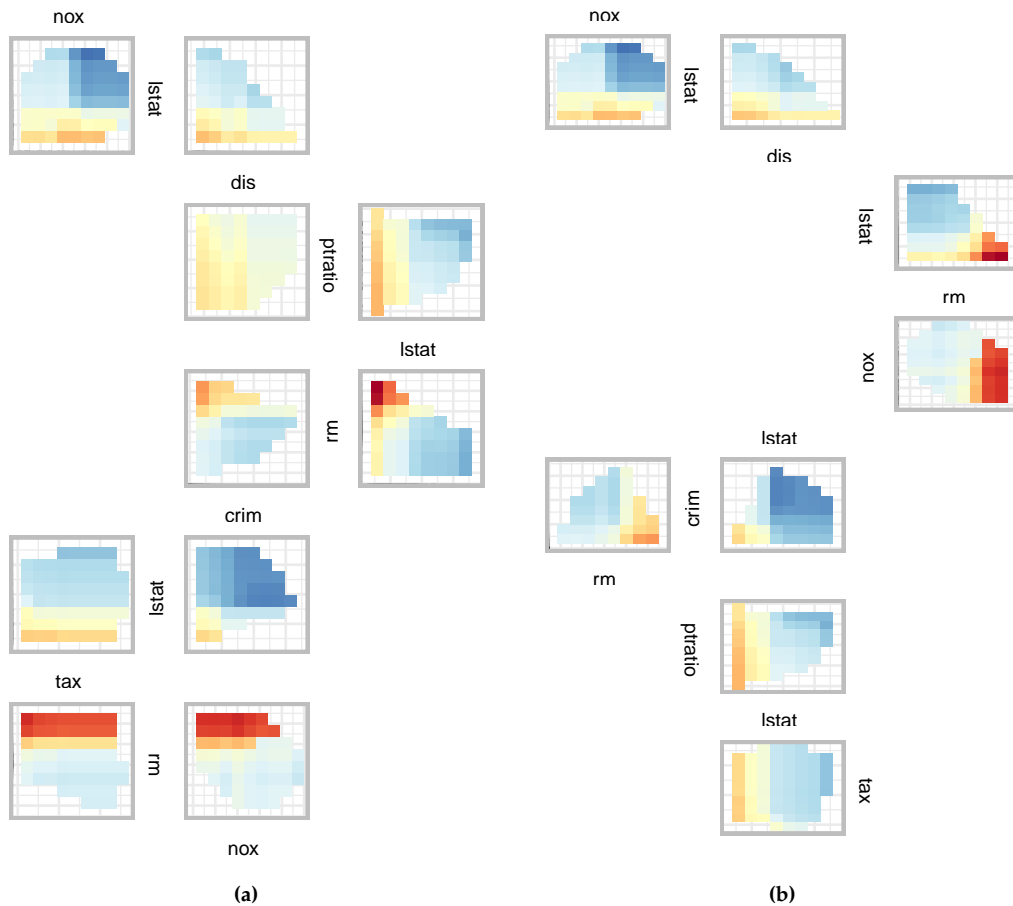 nox
lstat
dis
ptratio
lstat
rm
crim
lstat
tax
rm
nox
(a)
nox
lstat
dis
lstat
rm
nox
lstat
crim
rm
ptratio
lstat
tax
(b)